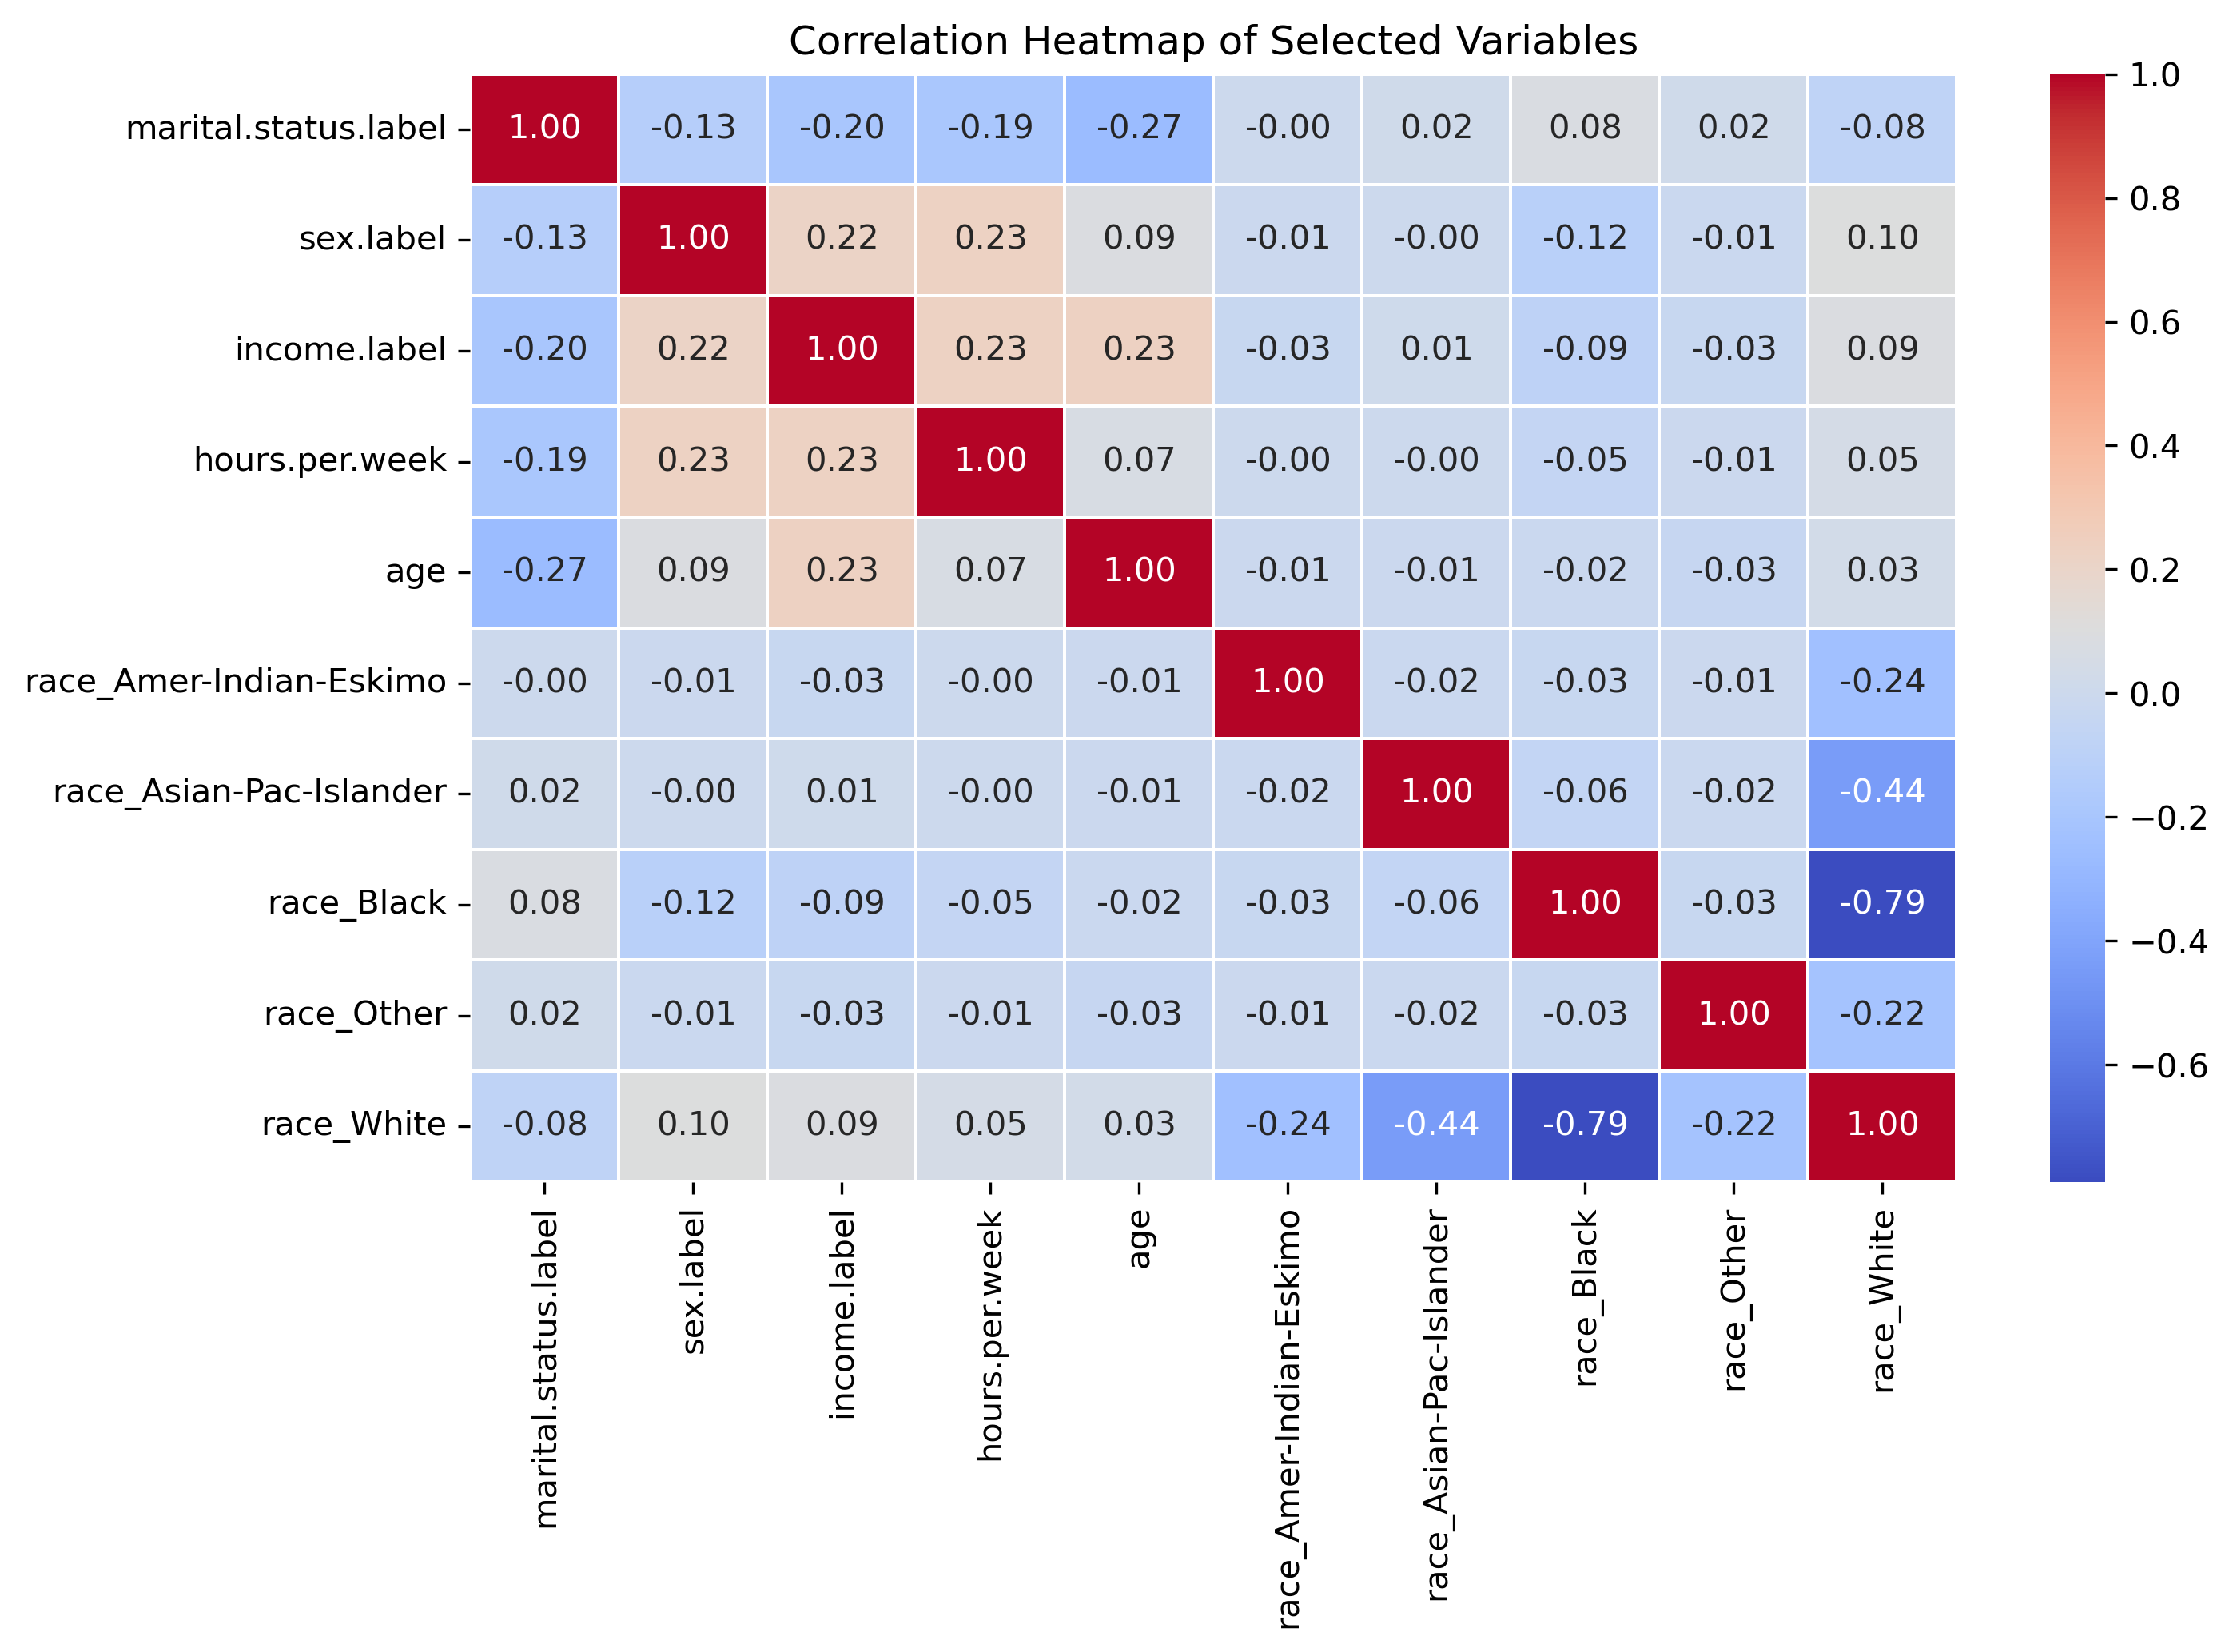 Correlation Heatmap of Selected Variables
marital.status.label 1.00 -0.13 -0.20 -0.19 -0.27 -0.00 0.02 0.08 0.02 -0.08
sex.label -0.13 1.00 0.22 0.23 0.09 -0.01 -0.00 -0.12 -0.01 0.10
income.label -0.20 0.22 1.00 0.23 0.23 -0.03 0.01 -0.09 -0.03 0.09
hours.per.week -0.19 0.23 0.23 1.00 0.07 -0.00 -0.00 -0.05 -0.01 0.05
age -0.27 0.09 0.23 0.07 1.00 -0.01 -0.01 -0.02 -0.03 0.03
race_Amer-Indian-Eskimo -0.00 -0.01 -0.03 -0.00 -0.01 1.00 -0.02 -0.03 -0.01 -0.24
race_Asian-Pac-Islander 0.02 -0.00 0.01 -0.00 -0.01 -0.02 1.00 -0.06 -0.02 -0.44
race_Black 0.08 -0.12 -0.09 -0.05 -0.02 -0.03 -0.06 1.00 -0.03 -0.79
race_Other 0.02 -0.01 -0.03 -0.01 -0.03 -0.01 -0.02 -0.03 1.00 -0.22
race_White -0.08 0.10 0.09 0.05 0.03 -0.24 -0.44 -0.79 -0.22 1.00
marital.status.label
sex.label
income.label
hours.per.week
age
race_Amer-Indian-Eskimo
race_Asian-Pac-Islander
race_Black
race_Other
race_White
1.0
0.8
0.6
0.4
0.2
0.0
−0.2
−0.4
−0.6